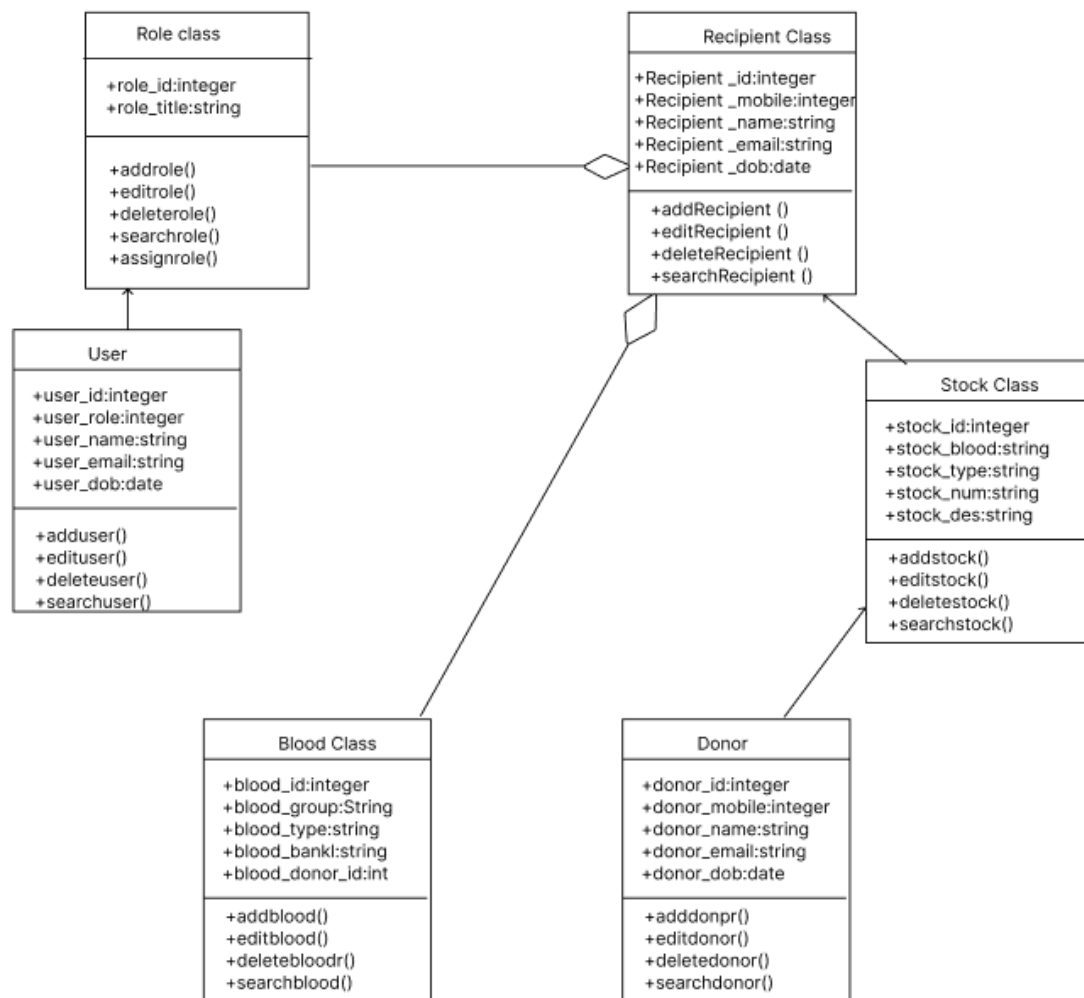 Role class
+role_id:integer
+role_title:string
+addrole()
+editrole()
+deleterole()
+searchrole()
+assignrole()
Recipient Class
+Recipient _id:integer
+Recipient _mobile:integer
+Recipient _name:string
+Recipient _email:string
+Recipient _dob:date
+addRecipient ()
+editRecipient ()
+deleteRecipient ()
+searchRecipient ()
User
+user_id:integer
+user_role:integer
+user_name:string
+user_email:string
+user_dob:date
+adduser()
+edituser()
+deleteuser()
+searchuser()
Stock Class
+stock_id:integer
+stock_blood:string
+stock_type:string
+stock_num:string
+stock_des:string
+addstock()
+editstock()
+deletestock()
+searchstock()
Blood Class
+blood_id:integer
+blood_group:String
+blood_type:string
+blood_bankl:string
+blood_donor_id:int
+addblood()
+editblood()
+deletebloodr()
+searchblood()
Donor
+donor_id:integer
+donor_mobile:integer
+donor_name:string
+donor_email:string
+donor_dob:date
+adddonpr()
+editdonor()
+deletedonor()
+searchdonor()